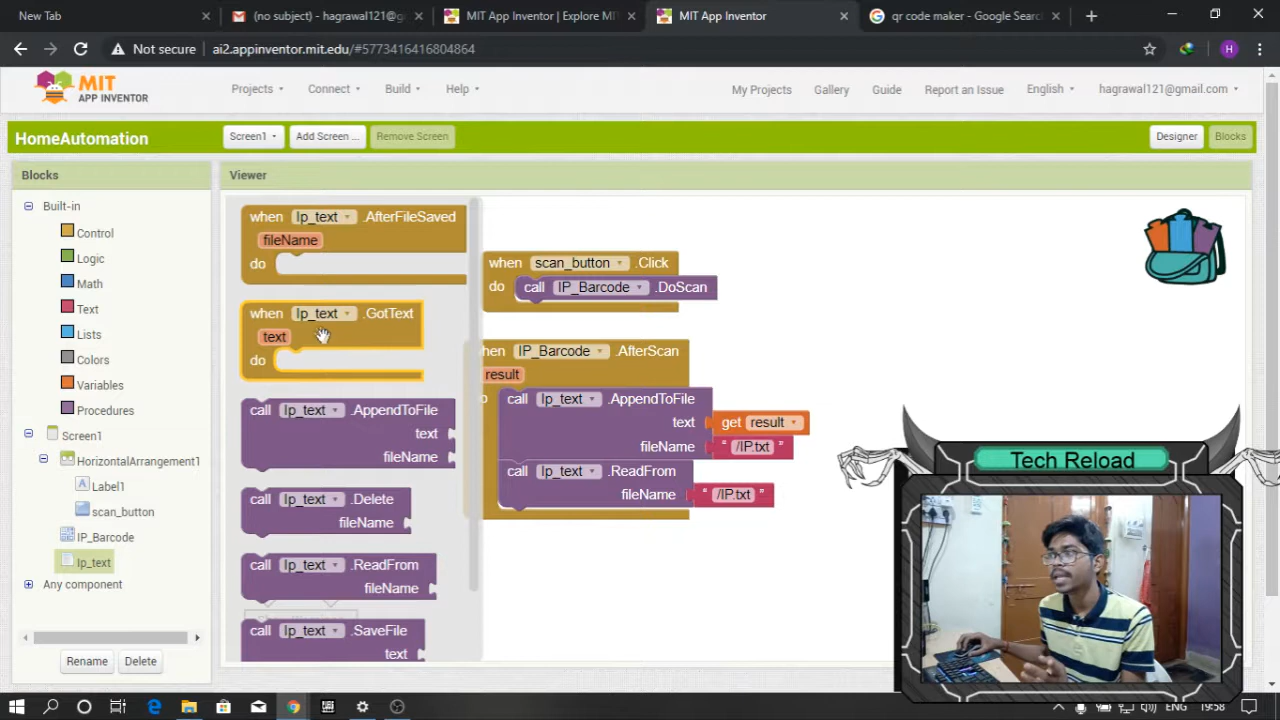 New Tab
(no subject) - hagrawal121@g
MIT App Inventor | Explore MIT
MIT App Inventor
qr code maker - Google Search
Not secure
ai2.appinventor.mit.edu/#5773416416804864
H
MIT
APP INVENTOR
Projects
Connect
Build
Help
My Projects
Gallery
Guide
Report an Issue
English
hagrawal121@gmail.com
HomeAutomation
Screen1
Add Screen ...
Remove Screen
Designer
Blocks
Blocks
Viewer
Built-in
Control
Logic
Math
Text
Lists
Colors
Variables
Procedures
Screen1
HorizontalArrangement1
Label1
scan_button
IP_Barcode
Ip_text
Any component
Rename
Delete
when Ip_text .AfterFileSaved
fileName
do
when Ip_text .GotText
text
do
call Ip_text .AppendToFile
text
fileName
call Ip_text .Delete
fileName
call Ip_text .ReadFrom
fileName
call Ip_text .SaveFile
text
when scan_button .Click
do call IP_Barcode .DoScan
hen IP_Barcode .AfterScan
result
o call Ip_text .AppendToFile
text get result
fileName " /IP.txt "
call Ip_text .ReadFrom
fileName " /IP.txt "
Tech Reload
ENG
19:58